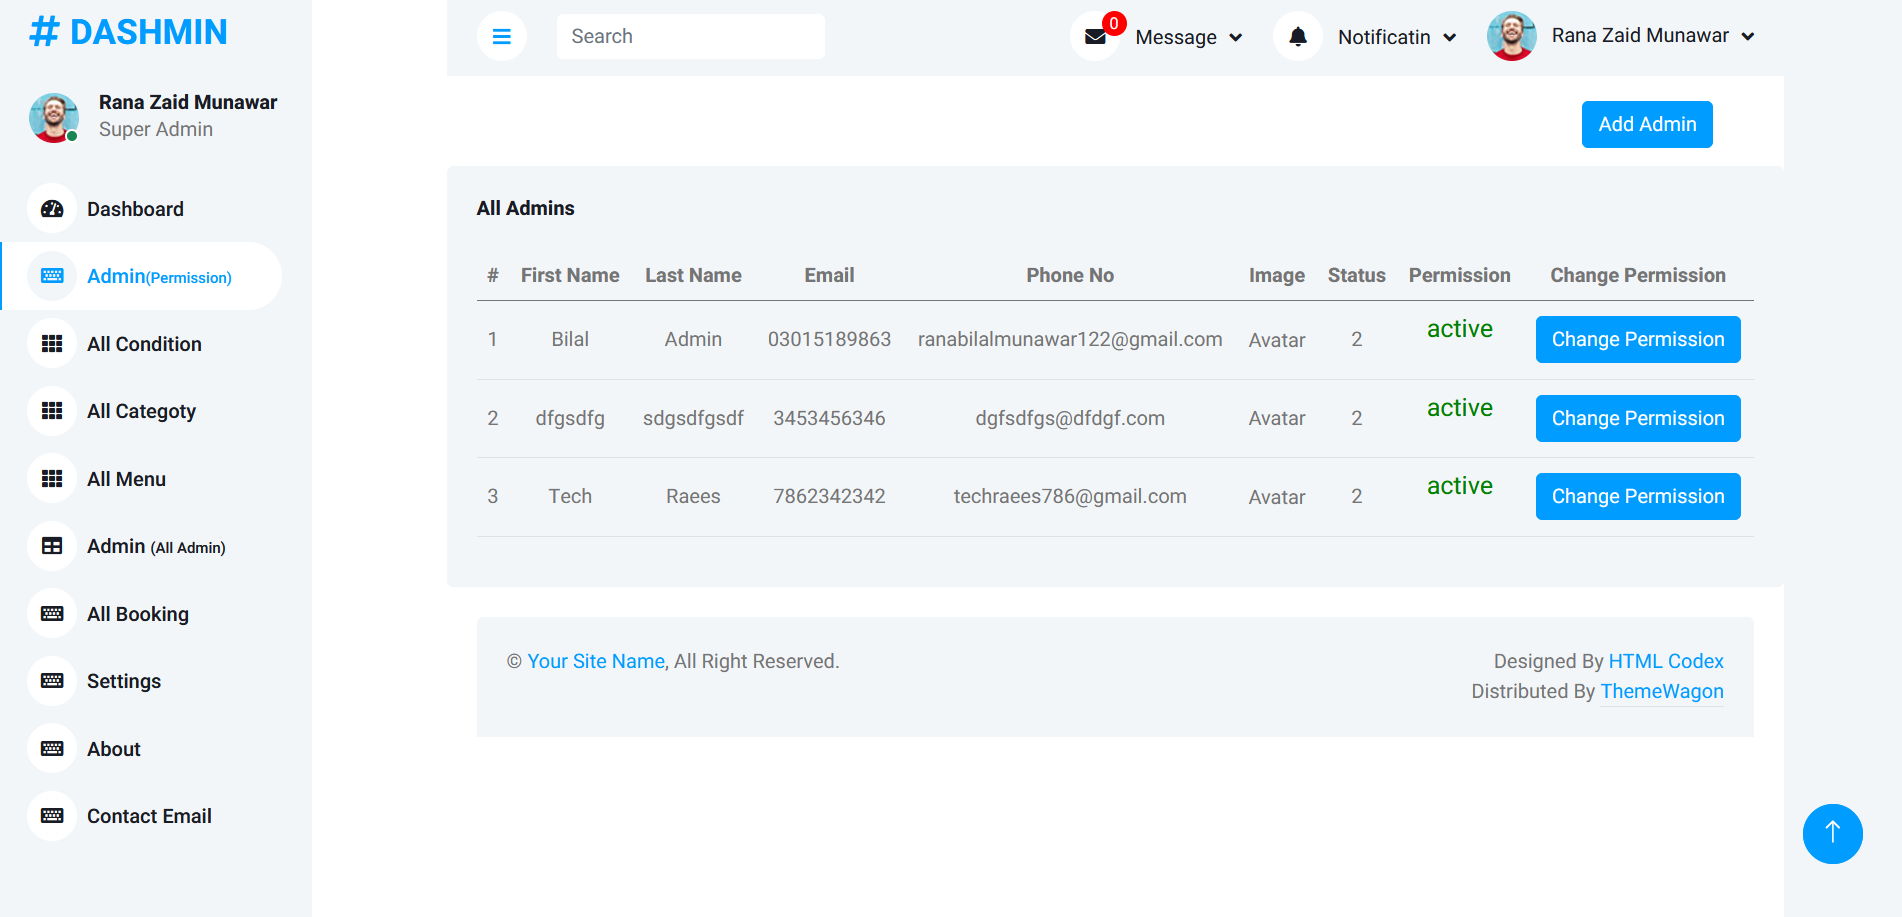 # DASHMIN
Search
0
Message
Notificatin
Rana Zaid Munawar
Rana Zaid Munawar
Super Admin
Add Admin
Dashboard
Admin(Permission)
All Condition
All Categoty
All Menu
Admin (All Admin)
All Booking
Settings
About
Contact Email
All Admins
# First Name Last Name Email Phone No Image Status Permission Change Permission
1 Bilal Admin 03015189863 ranabilalmunawar122@gmail.com Avatar 2 active Change Permission
2 dfgsdfg sdgsdfgsdf 3453456346 dgfsdfgs@dfdgf.com Avatar 2 active Change Permission
3 Tech Raees 7862342342 techraees786@gmail.com Avatar 2 active Change Permission
© Your Site Name, All Right Reserved.
Designed By HTML Codex
Distributed By ThemeWagon